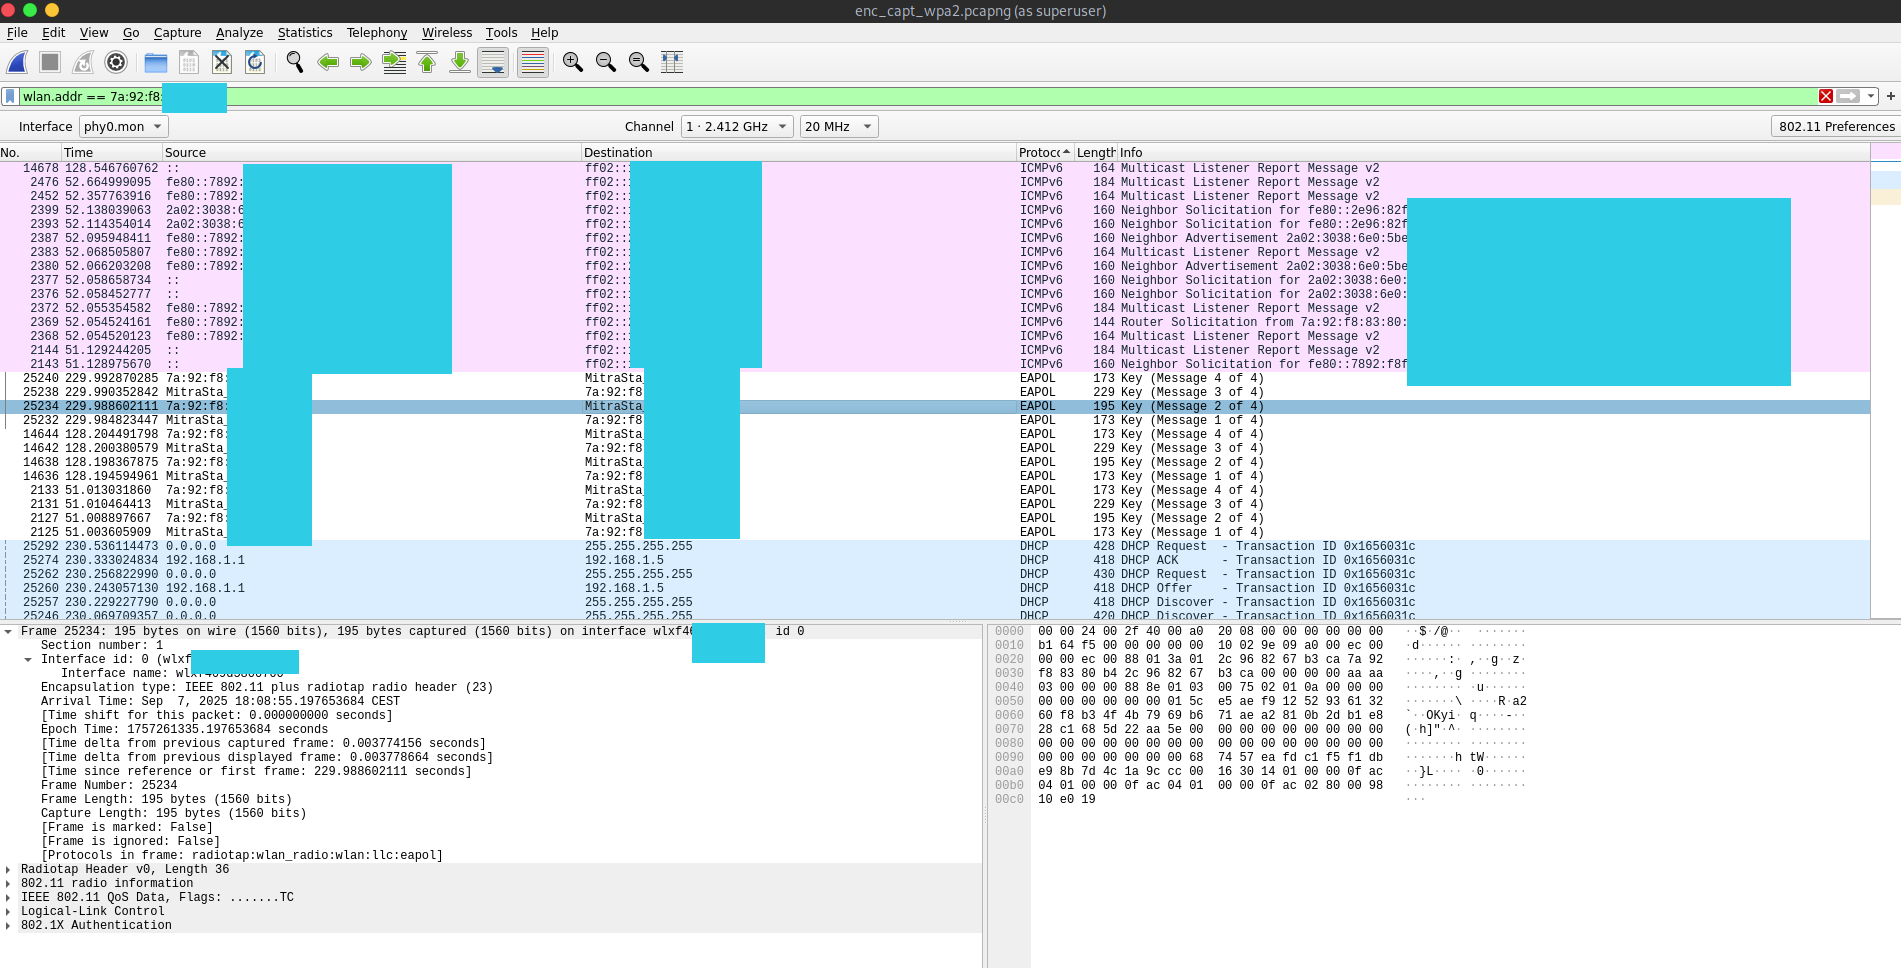 enc_capt_wpa2.pcapng (as superuser)
File Edit View Go Capture Analyze Statistics Telephony Wireless Tools Help
wlan.addr == 7a:92:f8:
Interface phy0.mon Channel 1 · 2.412 GHz 20 MHz 802.11 Preferences
No. Time Source Destination Protoco Length Info
14678 128.546760762 :: ff02:: ICMPv6 164 Multicast Listener Report Message v2
2476 52.664999095 fe80::7892: ff02:: ICMPv6 184 Multicast Listener Report Message v2
2452 52.357763916 fe80::7892: ff02:: ICMPv6 164 Multicast Listener Report Message v2
2399 52.138039063 2a02:3038:6 ff02:: ICMPv6 160 Neighbor Solicitation for fe80::2e96:82f
2393 52.114354014 2a02:3038:6 ff02:: ICMPv6 160 Neighbor Solicitation for fe80::2e96:82f
2387 52.095948411 fe80::7892: ff02:: ICMPv6 160 Neighbor Advertisement 2a02:3038:6e0:5be
2383 52.068505807 fe80::7892: ff02:: ICMPv6 164 Multicast Listener Report Message v2
2380 52.066203208 fe80::7892: ff02:: ICMPv6 160 Neighbor Advertisement 2a02:3038:6e0:5be
2377 52.058658734 :: ff02:: ICMPv6 160 Neighbor Solicitation for 2a02:3038:6e0:
2376 52.058452777 :: ff02:: ICMPv6 160 Neighbor Solicitation for 2a02:3038:6e0:
2372 52.055354582 fe80::7892: ff02:: ICMPv6 184 Multicast Listener Report Message v2
2369 52.054524161 fe80::7892: ff02:: ICMPv6 144 Router Solicitation from 7a:92:f8:83:80:
2368 52.054520123 fe80::7892: ff02:: ICMPv6 164 Multicast Listener Report Message v2
2144 51.129244205 :: ff02:: ICMPv6 184 Multicast Listener Report Message v2
2143 51.128975670 :: ff02:: ICMPv6 160 Neighbor Solicitation for fe80::7892:f8f
25240 229.992870285 7a:92:f8: MitraSta_ EAPOL 173 Key (Message 4 of 4)
25238 229.990352842 MitraSta_ 7a:92:f8 EAPOL 229 Key (Message 3 of 4)
25234 229.988602111 7a:92:f8: MitraSta_ EAPOL 195 Key (Message 2 of 4)
25232 229.984823447 MitraSta_ 7a:92:f8 EAPOL 173 Key (Message 1 of 4)
14644 128.204491798 7a:92:f8: MitraSta_ EAPOL 173 Key (Message 4 of 4)
14642 128.200380579 MitraSta_ 7a:92:f8 EAPOL 229 Key (Message 3 of 4)
14638 128.198367875 7a:92:f8: MitraSta_ EAPOL 195 Key (Message 2 of 4)
14636 128.194594961 MitraSta_ 7a:92:f8 EAPOL 173 Key (Message 1 of 4)
2133 51.013031860 7a:92:f8: MitraSta_ EAPOL 173 Key (Message 4 of 4)
2131 51.010464413 MitraSta_ 7a:92:f8 EAPOL 229 Key (Message 3 of 4)
2127 51.008897667 7a:92:f8: MitraSta_ EAPOL 195 Key (Message 2 of 4)
2125 51.003605909 MitraSta_ 7a:92:f8 EAPOL 173 Key (Message 1 of 4)
25292 230.536114473 0.0.0.0 255.255.255.255 DHCP 428 DHCP Request - Transaction ID 0x1656031c
25274 230.333024834 192.168.1.1 192.168.1.5 DHCP 418 DHCP ACK - Transaction ID 0x1656031c
25262 230.256822990 0.0.0.0 255.255.255.255 DHCP 430 DHCP Request - Transaction ID 0x1656031c
25260 230.243057130 192.168.1.1 192.168.1.5 DHCP 418 DHCP Offer - Transaction ID 0x1656031c
25257 230.229227790 0.0.0.0 255.255.255.255 DHCP 418 DHCP Discover - Transaction ID 0x1656031c
25246 230.069709357 0.0.0.0 255.255.255.255 DHCP 420 DHCP Discover - Transaction ID 0x1656031c
Frame 25234: 195 bytes on wire (1560 bits), 195 bytes captured (1560 bits) on interface wlxf46 id 0
Section number: 1
Interface id: 0 (wlxf
Interface name:
Encapsulation type: IEEE 802.11 plus radiotap radio header (23)
Arrival Time: Sep 7, 2025 18:08:55.197653684 CEST
[Time shift for this packet: 0.000000000 seconds]
Epoch Time: 1757261335.197653684 seconds
[Time delta from previous captured frame: 0.003774156 seconds]
[Time delta from previous displayed frame: 0.003778664 seconds]
[Time since reference or first frame: 229.988602111 seconds]
Frame Number: 25234
Frame Length: 195 bytes (1560 bits)
Capture Length: 195 bytes (1560 bits)
[Frame is marked: False]
[Frame is ignored: False]
[Protocols in frame: radiotap:wlan_radio:wlan:llc:eapol]
Radiotap Header v0, Length 36
802.11 radio information
IEEE 802.11 QoS Data, Flags: .......TC
Logical-Link Control
802.1X Authentication
0000 00 00 24 00 2f 40 00 a0 20 08 00 00 00 00 00 00 ··$·/@·· ·······
0010 b1 64 f5 00 00 00 00 00 10 02 9e 09 a0 00 ec 00 ·d······ ········
0020 00 00 ec 00 88 01 3a 01 2c 96 82 67 b3 ca 7a 92 ······:· ,··g··z·
0030 f8 83 80 b4 2c 96 82 67 b3 ca 00 00 00 00 aa aa ····,··g ········
0040 03 00 00 00 88 8e 01 03 00 75 02 01 0a 00 00 00 ········ ·u······
0050 00 00 00 00 00 00 01 5c e5 ae f9 12 52 93 61 32 ·······\ ····R·a2
0060 60 f8 b3 4f 4b 79 69 b6 71 ae a2 81 0b 2d b1 e8 `··OKyi· q····-··
0070 28 c1 68 5d 22 aa 5e 00 00 00 00 00 00 00 00 00 (·h]"·^· ········
0080 00 00 00 00 00 00 00 00 00 00 00 00 00 00 00 00 ········ ········
0090 00 00 00 00 00 00 00 68 74 57 ea fd c1 f5 f1 db ·······h tW······
00a0 e9 8b 7d 4c 1a 9c cc 00 16 30 14 01 00 00 0f ac ··}L···· ·0······
00b0 04 01 00 00 0f ac 04 01 00 00 0f ac 02 80 00 98 ········ ········
00c0 10 e0 19 ···